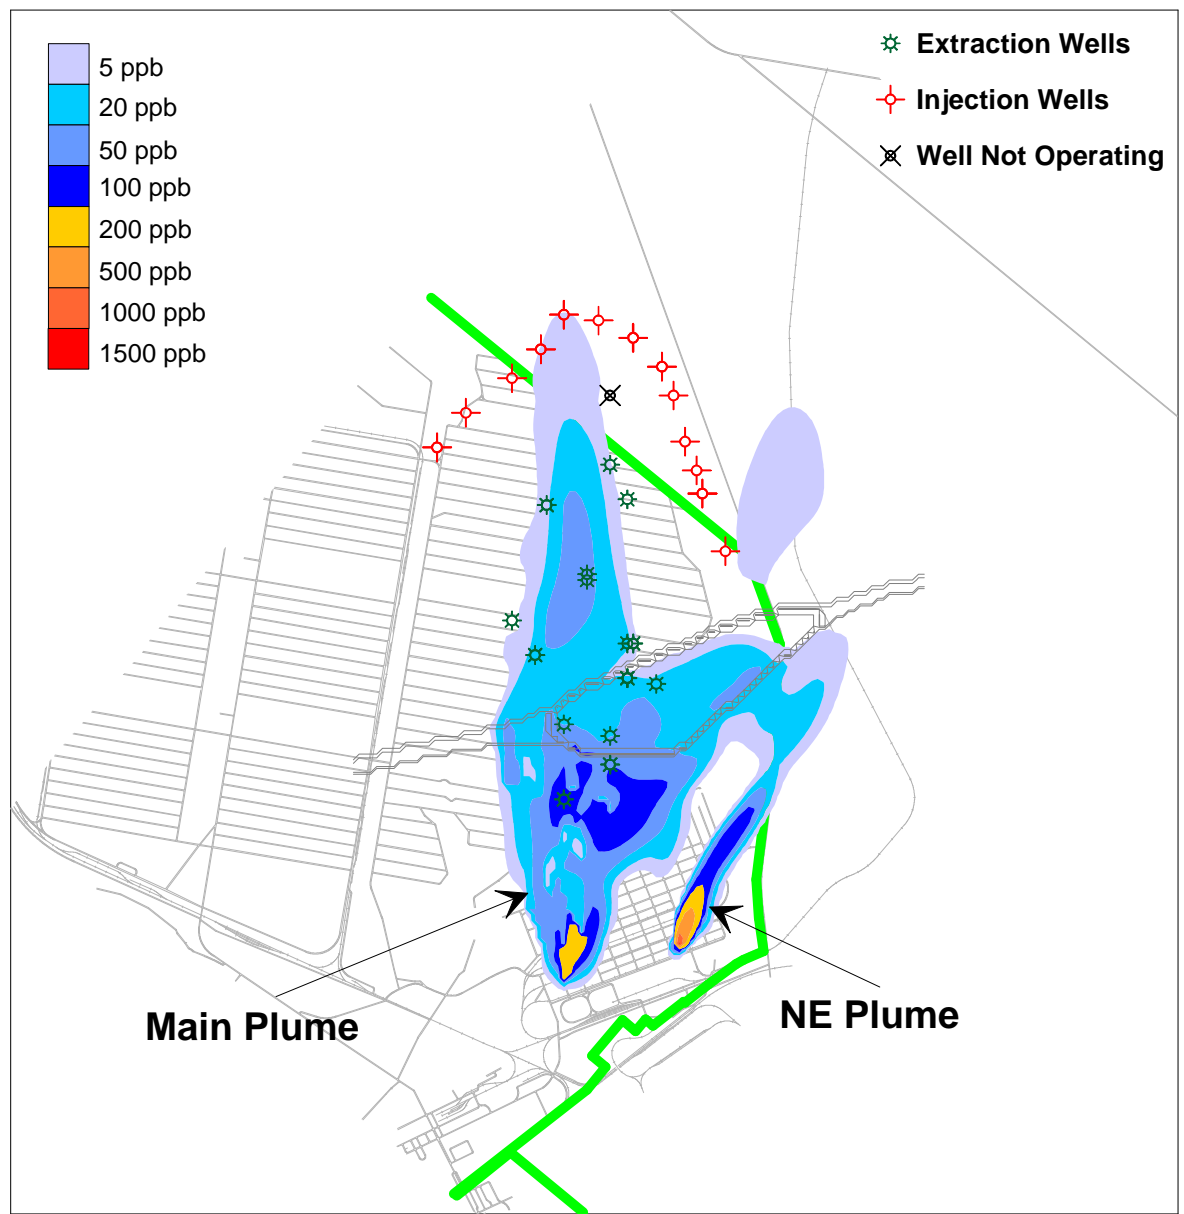 5 ppb
20 ppb
50 ppb
100 ppb
200 ppb
500 ppb
1000 ppb
1500 ppb
Extraction Wells
Injection Wells
Well Not Operating
Main Plume
NE Plume